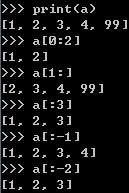 >>> print(a)
[1, 2, 3, 4, 99]
>>> a[0:2]
[1, 2]
>>> a[1:]
[2, 3, 4, 99]
>>> a[:3]
[1, 2, 3]
>>> a[:-1]
[1, 2, 3, 4]
>>> a[:-2]
[1, 2, 3]